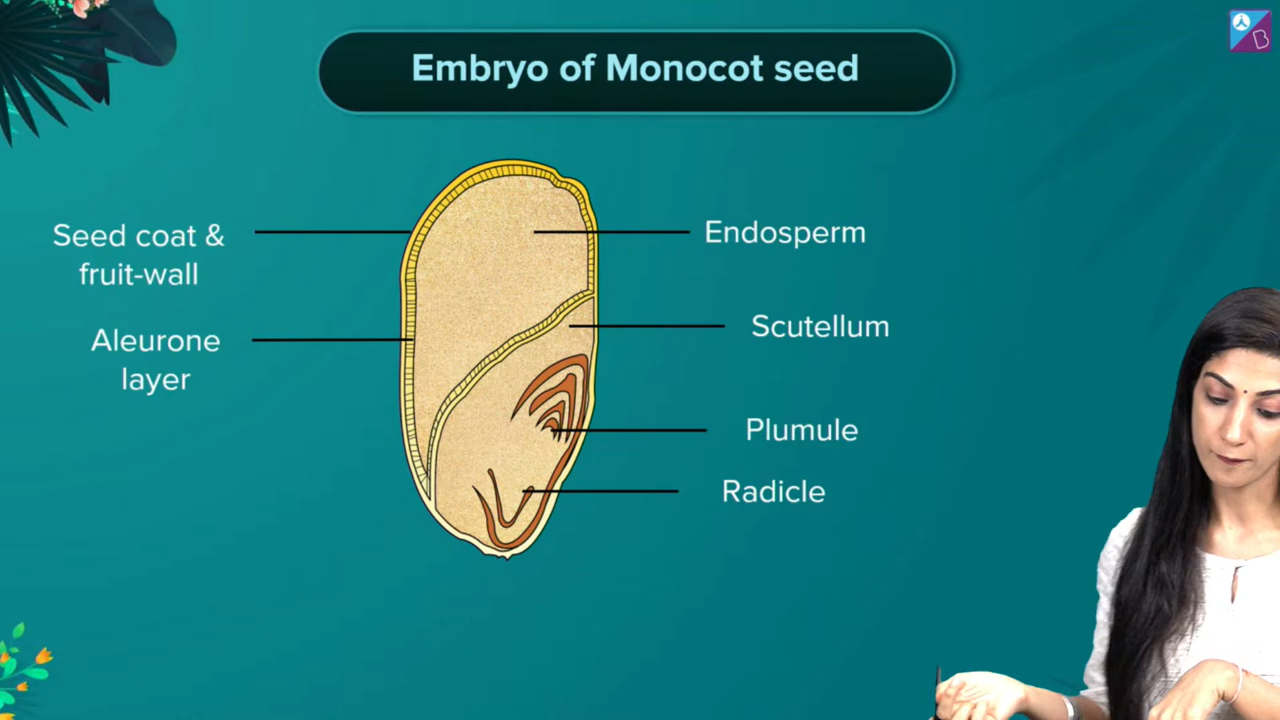 Embryo of Monocot seed
Seed coat &
fruit-wall
Aleurone
layer
Endosperm
Scutellum
Plumule
Radicle
B